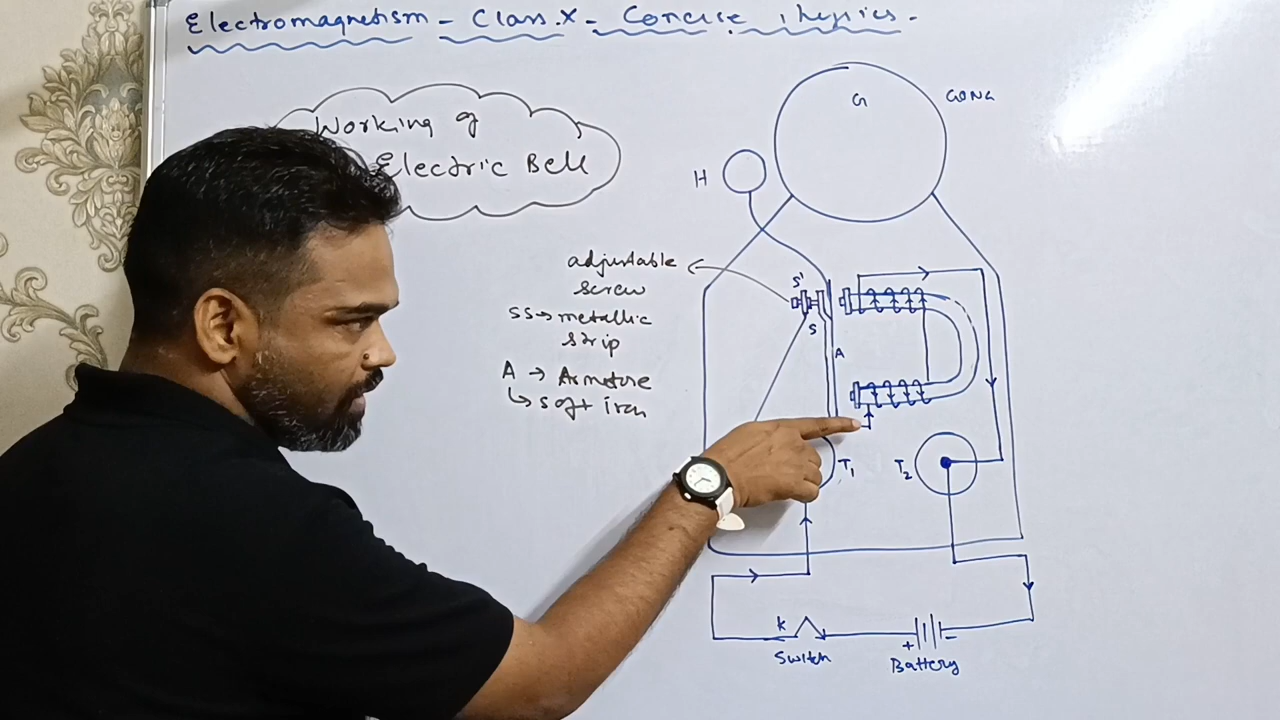 Electromagnetism - Class.X - Concise Physics.
Working of
Electric Bell
G
GONG
H
adjustable
screw
S'
S
SS → metallic
strip
A
A → Armature
↳ soft iron
T1
T2
K
Switch
+
-
Battery